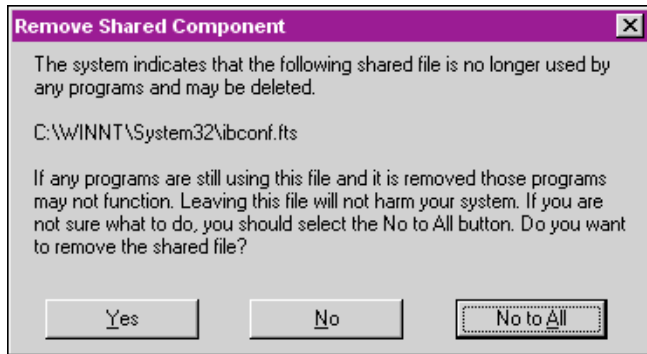 Remove Shared Component
The system indicates that the following shared file is no longer used by
any programs and may be deleted.
C:\WINNT\System32\ibconf.fts
If any programs are still using this file and it is removed those programs
may not function. Leaving this file will not harm your system. If you are
not sure what to do, you should select the No to All button. Do you want
to remove the shared file?
Yes No No to All